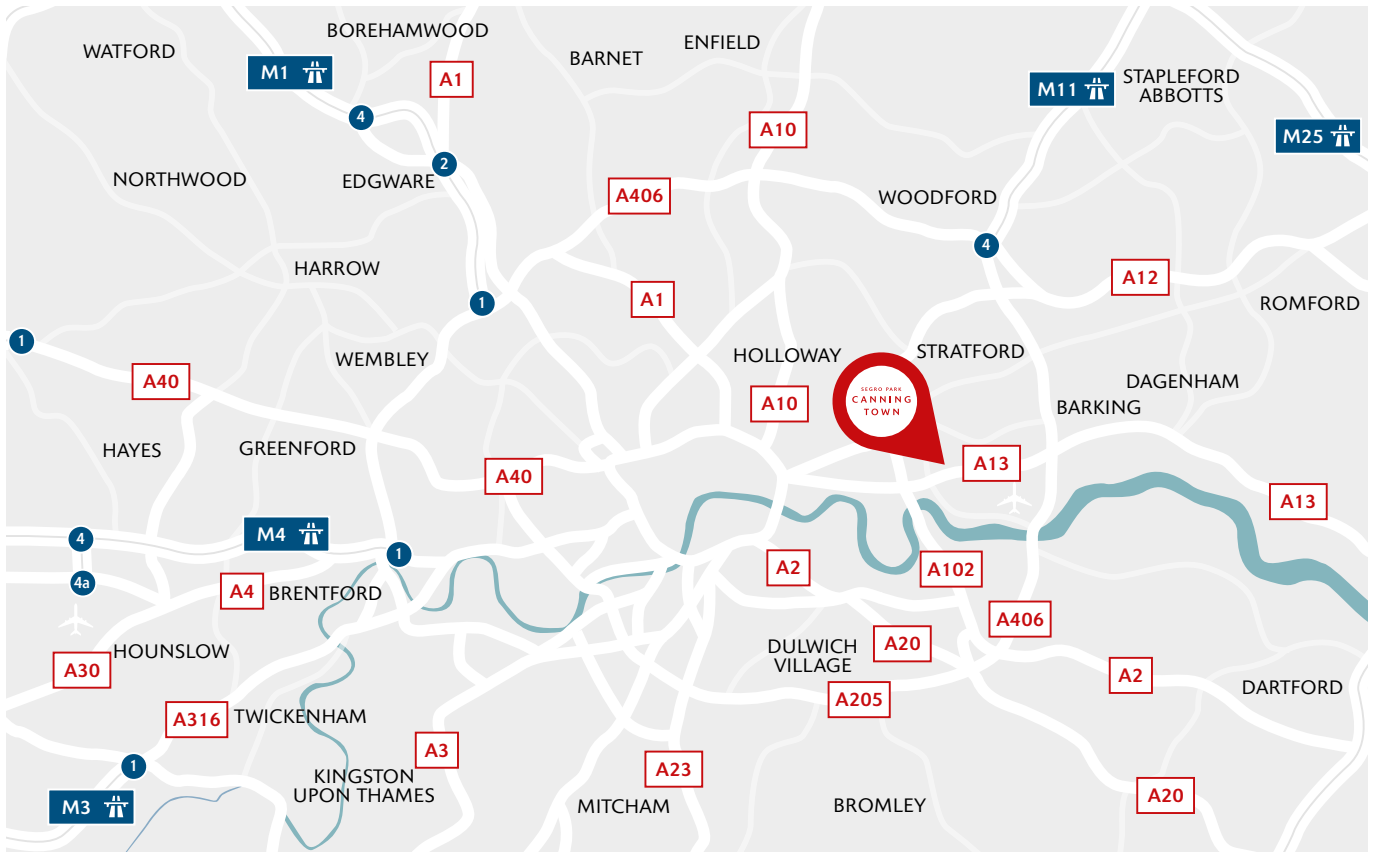 BOREHAMWOOD
ENFIELD
WATFORD
BARNET
M1
A1
M11
STAPLEFORD
ABBOTTS
4
A10
M25
2
NORTHWOOD
EDGWARE
A406
WOODFORD
4
HARROW
A12
1
A1
ROMFORD
1
WEMBLEY
HOLLOWAY
STRATFORD
A40
DAGENHAM
SEGRO PARK
CANNING
TOWN
A10
BARKING
HAYES
GREENFORD
A40
A13
A13
M4
4
1
4a
A4
BRENTFORD
A2
A102
A406
HOUNSLOW
A30
DULWICH
VILLAGE
A20
A2
DARTFORD
A205
A316
TWICKENHAM
A3
1
A23
KINGSTON
UPON THAMES
M3
MITCHAM
BROMLEY
A20